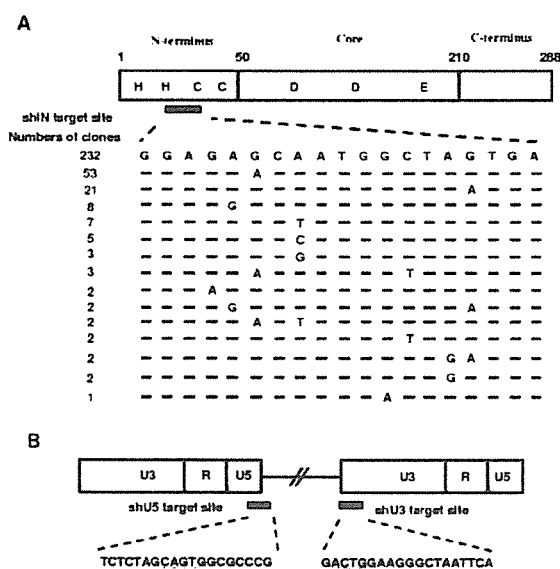 A
N-terminus Core C-terminus
1 50 210 288
H H C C D D E
shIN target site
Numbers of clones
232 G G A G A G C A A T G G C T A G T G A
53 – – – – – A – – – – – – – – – – – – –
21 – – – – – – – – – – – – – – – A – – –
8 – – – – G – – – – – – – – – – – – – –
7 – – – – – – – T – – – – – – – – – – –
5 – – – – – – – C – – – – – – – – – – –
3 – – – – – – – G – – – – – – – – – – –
3 – – – – – A – – – – – – T – – – – – –
2 – – – A – – – – – – – – – – – – – – –
2 – – – – G – – – – – – – – – – A – – –
2 – – – – – A – T – – – – – – – – – – –
2 – – – – – – – – – – – – T – – – – – –
2 – – – – – – – – – – – – – – G A – – –
2 – – – – – – – – – – – – – – G – – – –
1 – – – – – – – – – – – A – – – – – – –
B
U3 R U5 U3 R U5
shU5 target site shU3 target site
TCTCTAGCAGTGGCGCCCG GACTGGAAGGGCTAATTCA